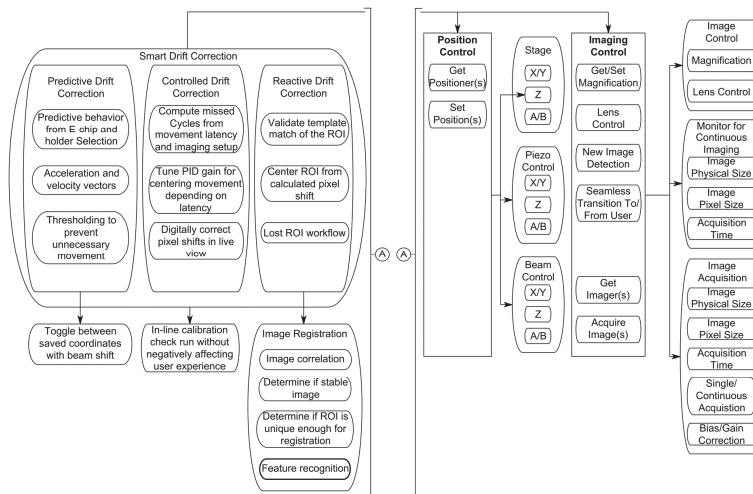 Smart Drift Correction
Predictive Drift
Correction
Predictive behavior
from E chip and
holder Selection
Acceleration and
velocity vectors
Thresholding to
prevent
unnecessary
movement
Controlled Drift
Correction
Compute missed
Cycles from
movement latency
and imaging setup
Tune PID gain for
centering movement
depending on
latency
Digitally correct
pixel shifts in live
view
Reactive Drift
Correction
Validate template
match of the ROI
Center ROI from
calculated pixel
shift
Lost ROI workflow
Toggle between
saved coordinates
with beam shift
In-line calibration
check run without
negatively affecting
user experience
Image Registration
Image correlation
Determine if stable
image
Determine if ROI is
unique enough for
registration
Feature recognition
A
A
Position
Control
Get
Positioner(s)
Set
Position(s)
Stage
X/Y
Z
A/B
Piezo
Control
X/Y
Z
A/B
Beam
Control
X/Y
Z
A/B
Imaging
Control
Get/Set
Magnification
Lens
Control
New Image
Detection
Seamless
Transition To/
From User
Get
Imager(s)
Acquire
Image(s)
Image
Control
Magnification
Lens Control
Monitor for
Continuous
Imaging
Image
Physical Size
Image
Pixel Size
Acquisition
Time
Image
Acquisition
Image
Physical Size
Image
Pixel Size
Acquisition
Time
Single/
Continuous
Acquistion
Bias/Gain
Correction